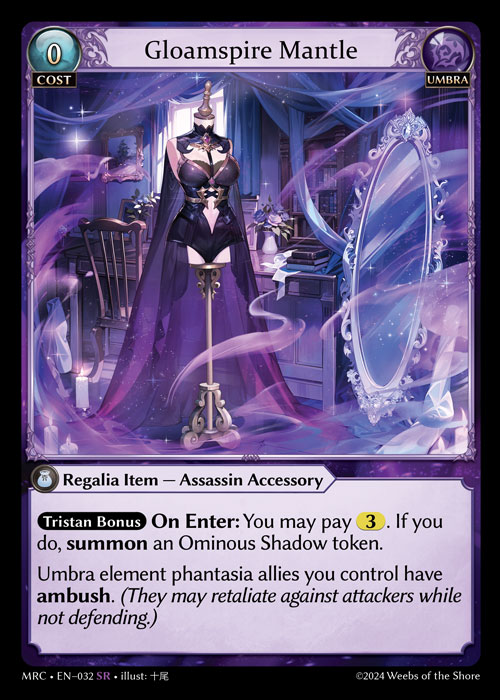 0
Gloamspire Mantle
COST
UMBRA
Regalia Item — Assassin Accessory
Tristan Bonus On Enter: You may pay 3. If you
do, summon an Ominous Shadow token.
Umbra element phantasia allies you control have
ambush. (They may retaliate against attackers while
not defending.)
MRC • EN–032 SR • illust: 十尾
©2024 Weebs of the Shore